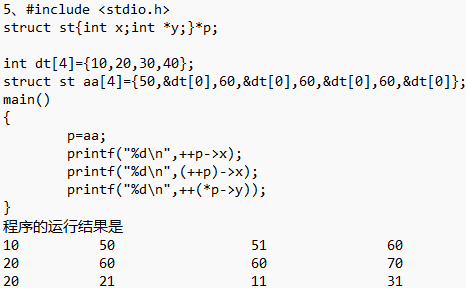 5、#include <stdio.h>
struct st{int x;int *y;}*p;
int dt[4]={10,20,30,40};
struct st aa[4]={50,&dt[0],60,&dt[0],60,&dt[0],60,&dt[0]};
main()
{
p=aa;
printf("%d\n",++p->x);
printf("%d\n",(++p)->x);
printf("%d\n",++(*p->y));
}
程序的运行结果是
10 50 51 60
20 60 60 70
20 21 11 31